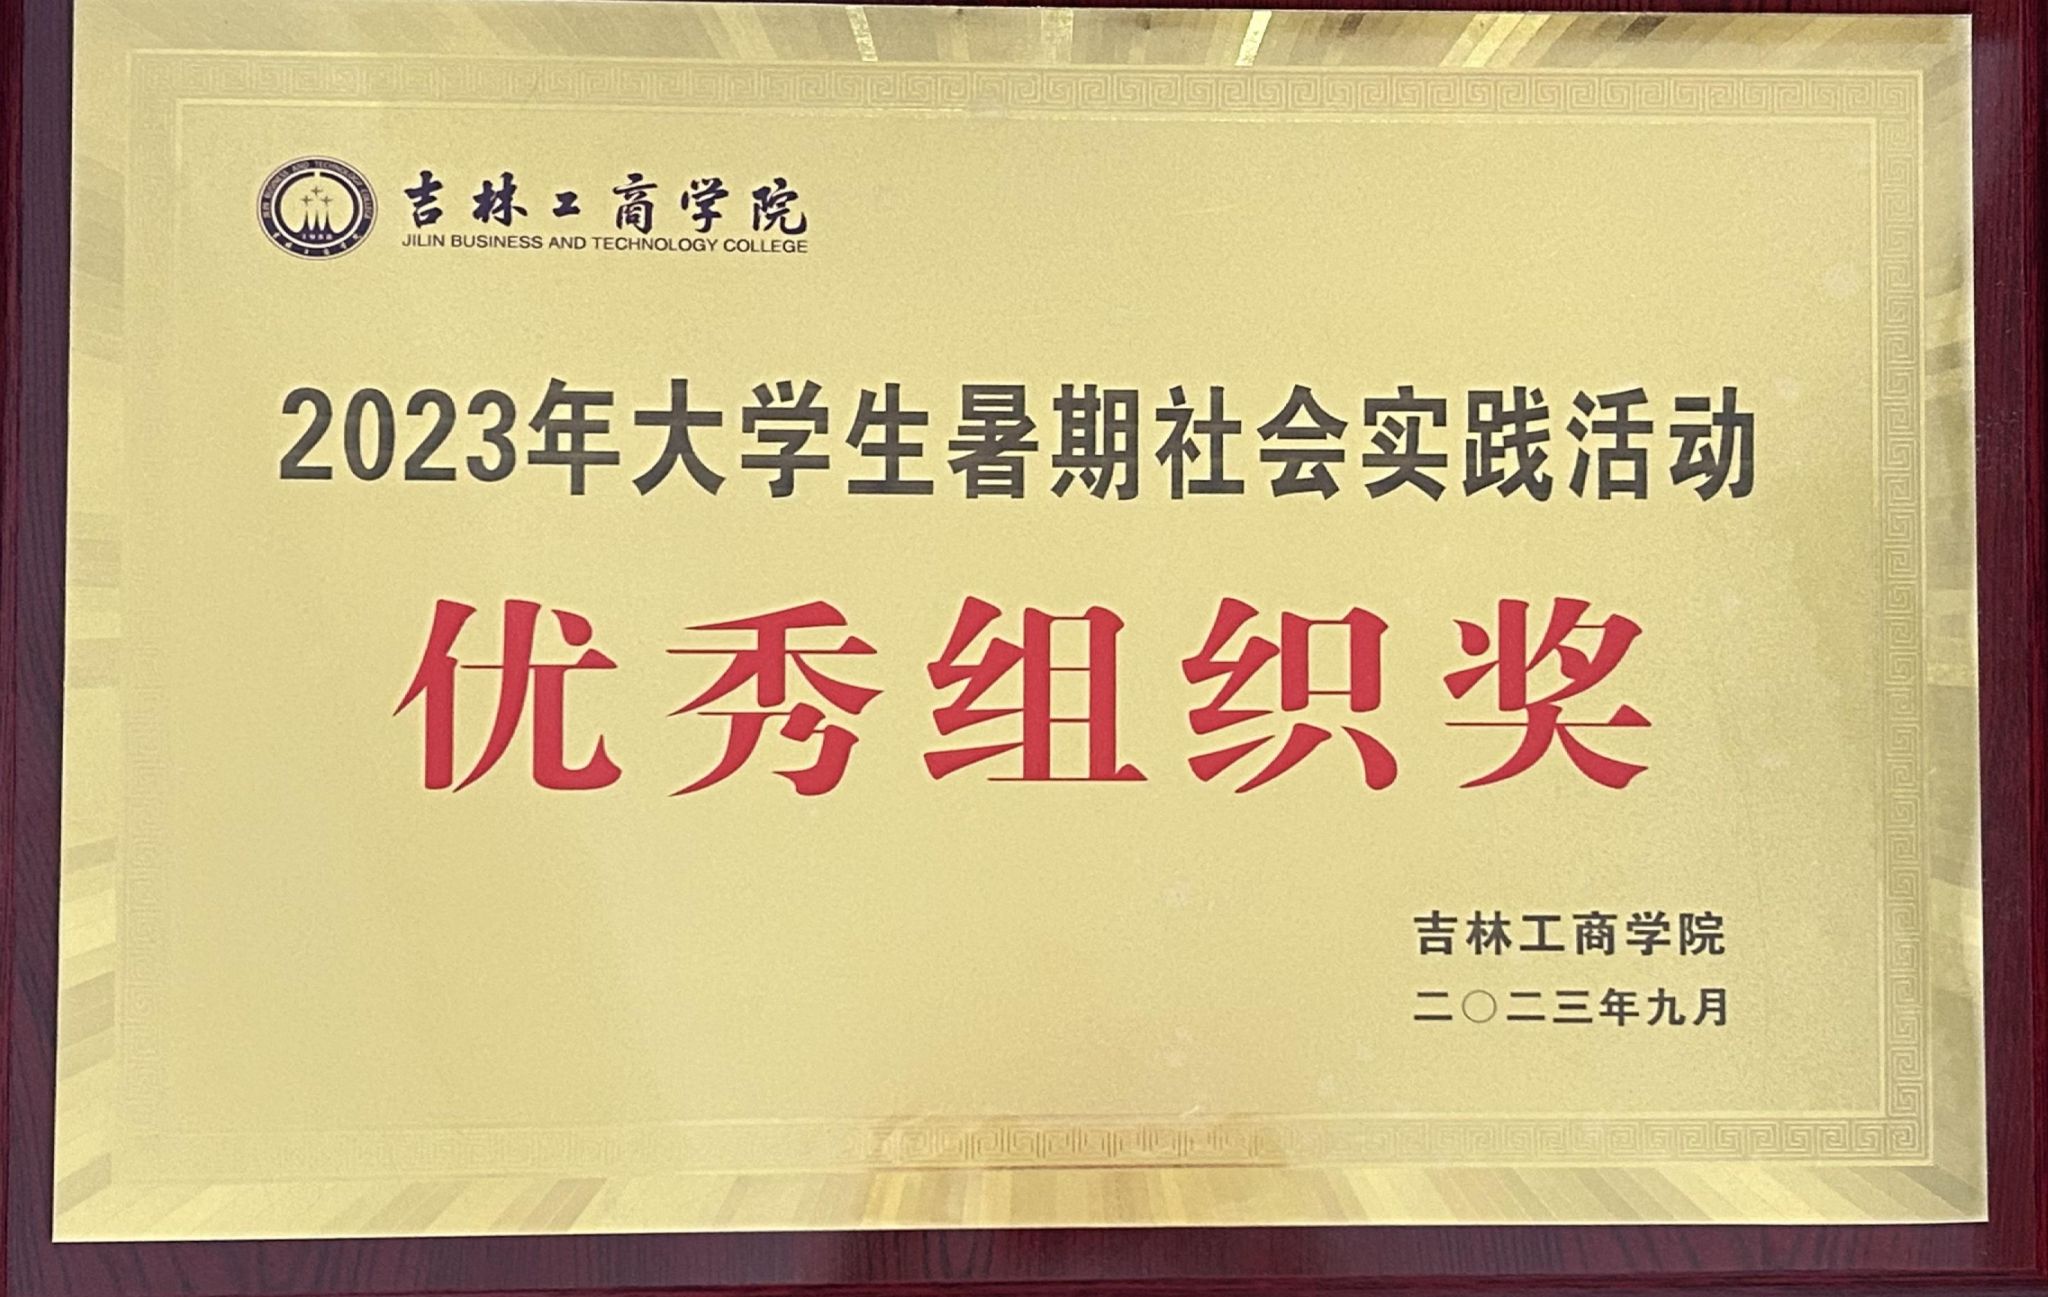 吉林工商学院
JILIN BUSINESS AND TECHNOLOGY COLLEGE
2023年大学生暑期社会实践活动
优秀组织奖
吉林工商学院
二〇二三年九月